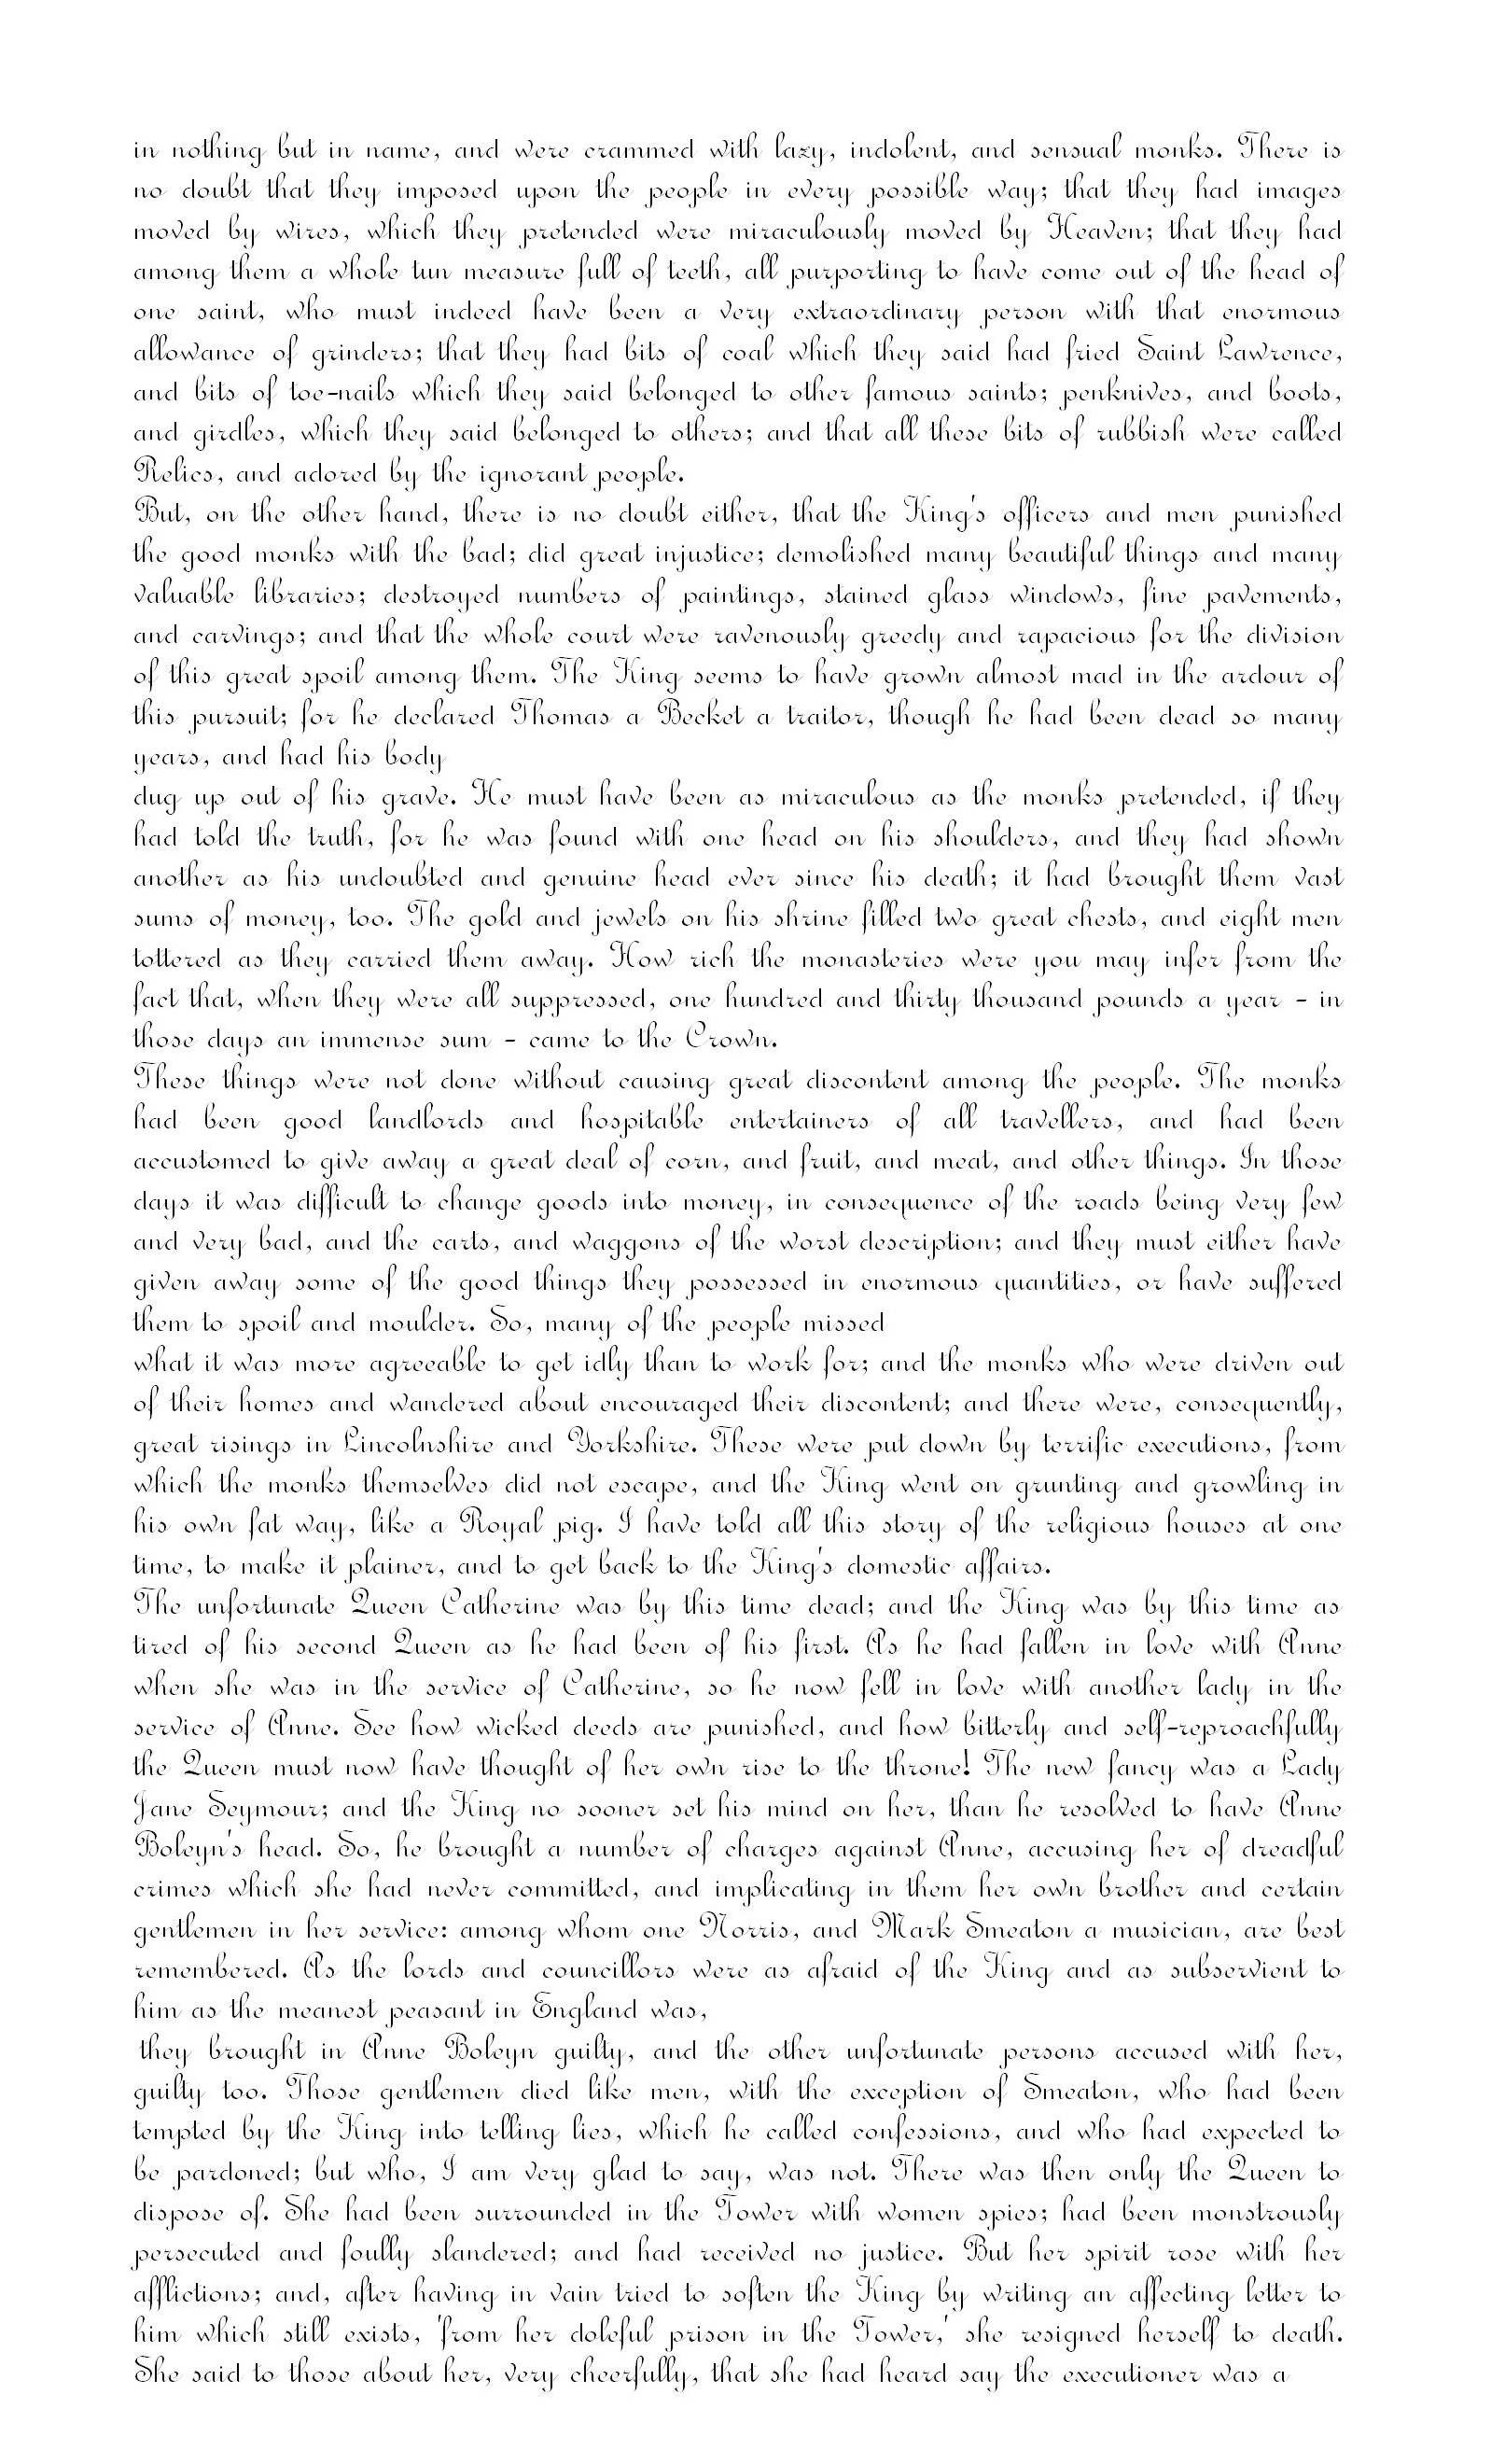 in nothing but in name, and were crammed with lazy, indolent, and sensual monks. There is
no doubt that they imposed upon the people in every possible way; that they had images
moved by wires, which they pretended were miraculously moved by Heaven; that they had
among them a whole tun measure full of teeth, all purporting to have come out of the head of
one saint, who must indeed have been a very extraordinary person with that enormous
allowance of grinders; that they had bits of coal which they said had fried Saint Lawrence,
and bits of toe-nails which they said belonged to other famous saints; penknives, and boots,
and girdles, which they said belonged to others; and that all these bits of rubbish were called
Relics, and adored by the ignorant people.
But, on the other hand, there is no doubt either, that the King's officers and men punished
the good monks with the bad; did great injustice; demolished many beautiful things and many
valuable libraries; destroyed numbers of paintings, stained glass windows, fine pavements,
and carvings; and that the whole court were ravenously greedy and rapacious for the division
of this great spoil among them. The King seems to have grown almost mad in the ardour of
this pursuit; for he declared Thomas a Becket a traitor, though he had been dead so many
years, and had his body
dug up out of his grave. He must have been as miraculous as the monks pretended, if they
had told the truth, for he was found with one head on his shoulders, and they had shown
another as his undoubted and genuine head ever since his death; it had brought them vast
sums of money, too. The gold and jewels on his shrine filled two great chests, and eight men
tottered as they carried them away. How rich the monasteries were you may infer from the
fact that, when they were all suppressed, one hundred and thirty thousand pounds a year - in
those days an immense sum - came to the Crown.
These things were not done without causing great discontent among the people. The monks
had been good landlords and hospitable entertainers of all travellers, and had been
accustomed to give away a great deal of corn, and fruit, and meat, and other things. In those
days it was difficult to change goods into money, in consequence of the roads being very few
and very bad, and the carts, and waggons of the worst description; and they must either have
given away some of the good things they possessed in enormous quantities, or have suffered
them to spoil and moulder. So, many of the people missed
what it was more agreeable to get idly than to work for; and the monks who were driven out
of their homes and wandered about encouraged their discontent; and there were, consequently,
great risings in Lincolnshire and Yorkshire. These were put down by terrific executions, from
which the monks themselves did not escape, and the King went on grunting and growling in
his own fat way, like a Royal pig. I have told all this story of the religious houses at one
time, to make it plainer, and to get back to the King's domestic affairs.
The unfortunate Queen Catherine was by this time dead; and the King was by this time as
tired of his second Queen as he had been of his first. As he had fallen in love with Anne
when she was in the service of Catherine, so he now fell in love with another lady in the
service of Anne. See how wicked deeds are punished, and how bitterly and self-reproachfully
the Queen must now have thought of her own rise to the throne! The new fancy was a Lady
Jane Seymour; and the King no sooner set his mind on her, than he resolved to have Anne
Boleyn's head. So, he brought a number of charges against Anne, accusing her of dreadful
crimes which she had never committed, and implicating in them her own brother and certain
gentlemen in her service: among whom one Norris, and Mark Smeaton a musician, are best
remembered. As the lords and councillors were as afraid of the King and as subservient to
him as the meanest peasant in England was,
they brought in Anne Boleyn guilty, and the other unfortunate persons accused with her,
guilty too. Those gentlemen died like men, with the exception of Smeaton, who had been
tempted by the King into telling lies, which he called confessions, and who had expected to
be pardoned; but who, I am very glad to say, was not. There was then only the Queen to
dispose of. She had been surrounded in the Tower with women spies; had been monstrously
persecuted and foully slandered; and had received no justice. But her spirit rose with her
afflictions; and, after having in vain tried to soften the King by writing an affecting letter to
him which still exists, 'from her doleful prison in the Tower,' she resigned herself to death.
She said to those about her, very cheerfully, that she had heard say the executioner was a